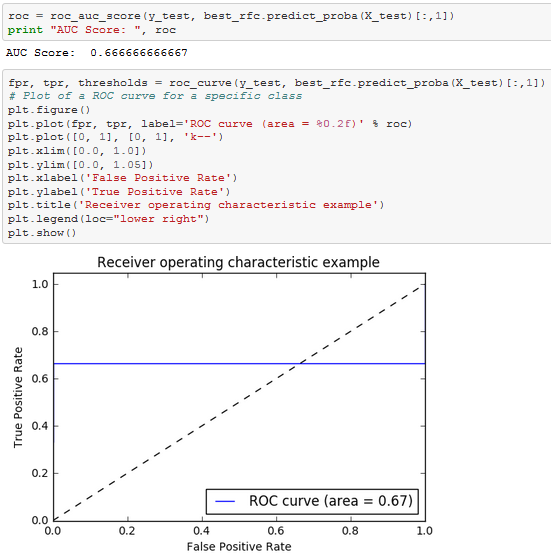 roc = roc_auc_score(y_test, best_rfc.predict_proba(X_test)[:,1])
print "AUC Score: ", roc
AUC Score:  0.666666666667
fpr, tpr, thresholds = roc_curve(y_test, best_rfc.predict_proba(X_test)[:,1])
# Plot of a ROC curve for a specific class
plt.figure()
plt.plot(fpr, tpr, label='ROC curve (area = %0.2f)' % roc)
plt.plot([0, 1], [0, 1], 'k--')
plt.xlim([0.0, 1.0])
plt.ylim([0.0, 1.05])
plt.xlabel('False Positive Rate')
plt.ylabel('True Positive Rate')
plt.title('Receiver operating characteristic example')
plt.legend(loc="lower right")
plt.show()
Receiver operating characteristic example
True Positive Rate
1.0
0.8
0.6
0.4
0.2
0.0
ROC curve (area = 0.67)
0.0 0.2 0.4 0.6 0.8 1.0
False Positive Rate